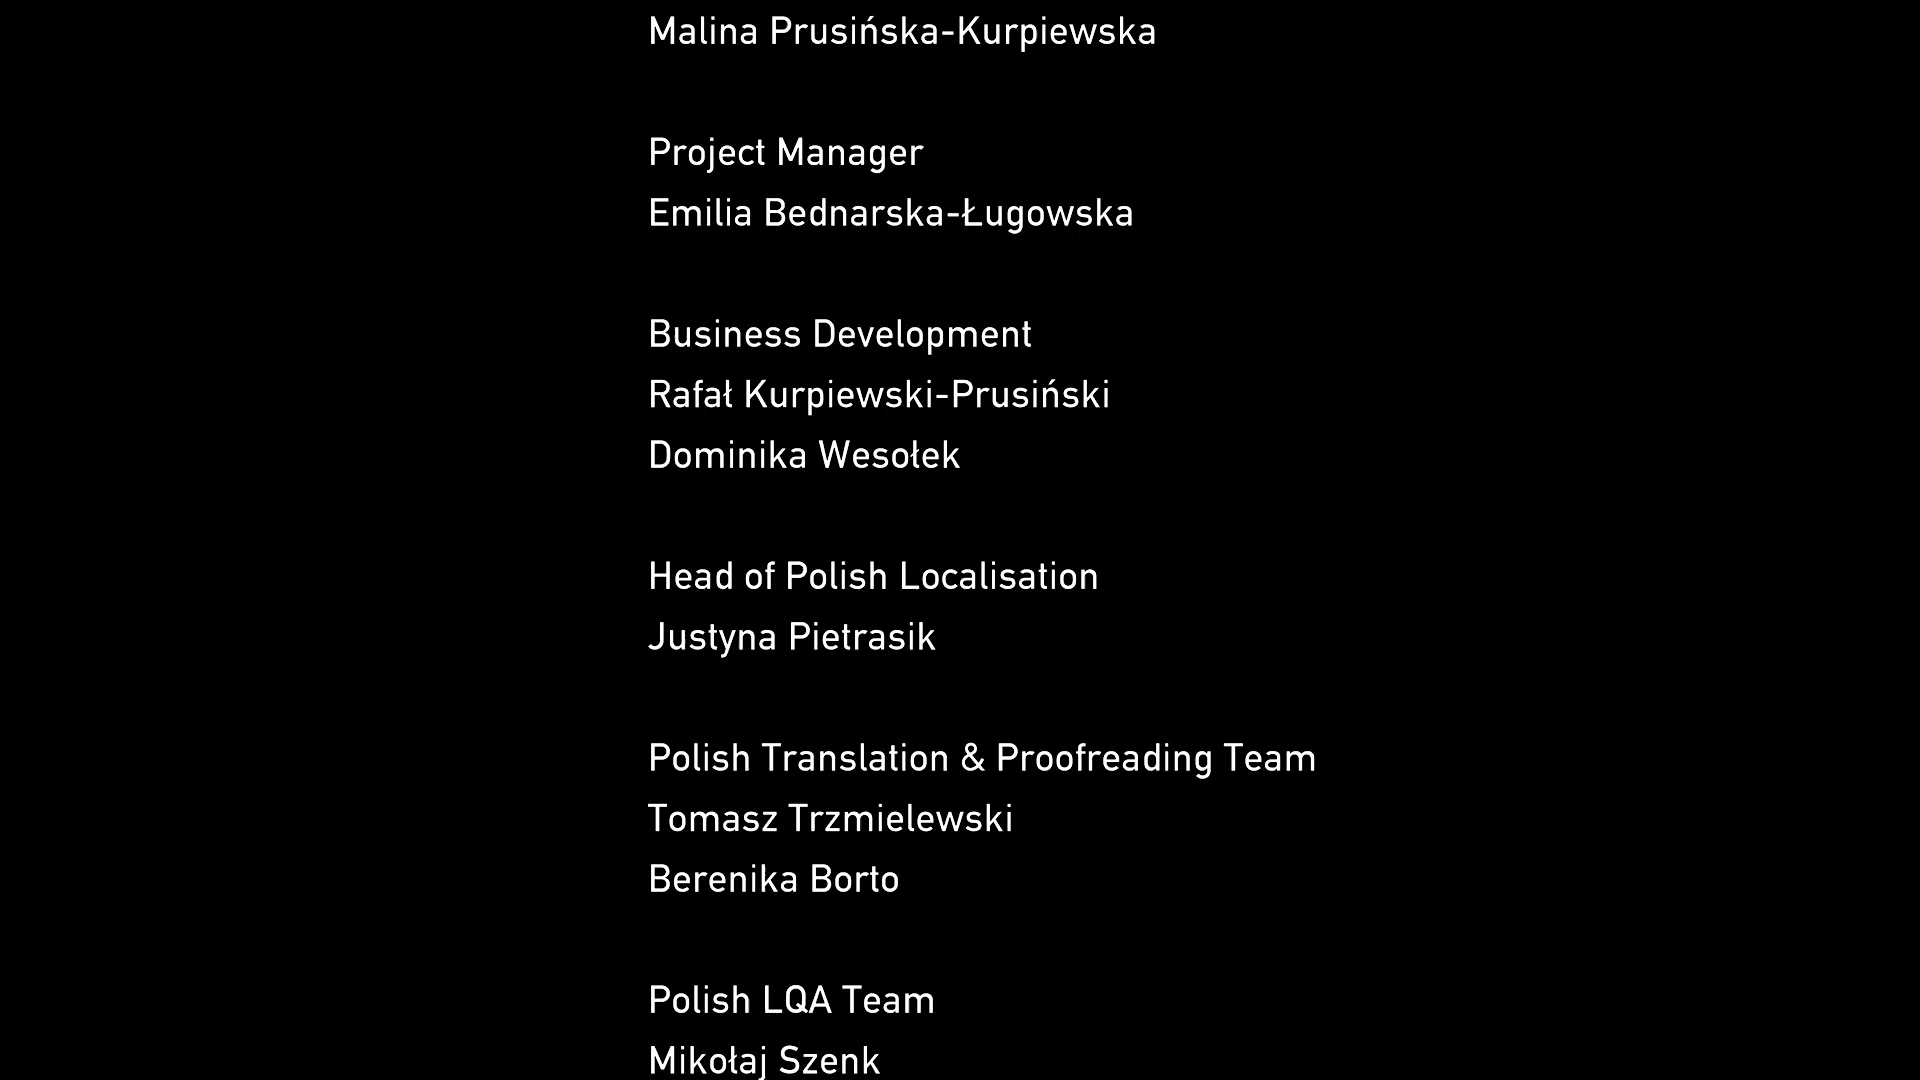 Malina Prusińska-Kurpiewska
Project Manager
Emilia Bednarska-Ługowska
Business Development
Rafał Kurpiewski-Prusiński
Dominika Wesołek
Head of Polish Localisation
Justyna Pietrasik
Polish Translation & Proofreading Team
Tomasz Trzmielewski
Berenika Borto
Polish LQA Team
Mikołaj Szenk